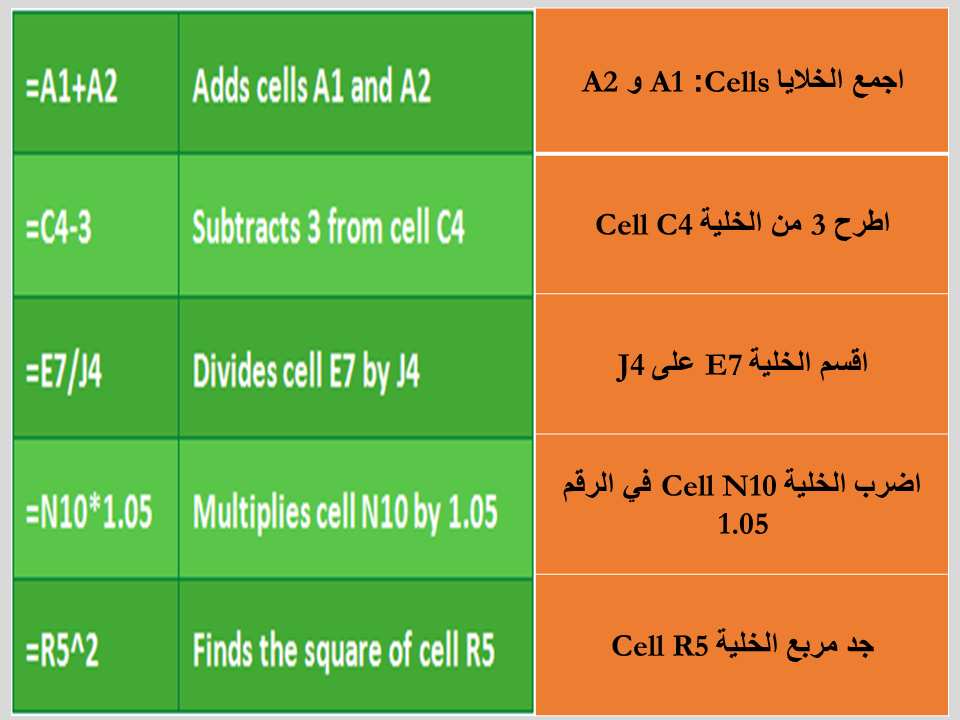 =A1+A2
Adds cells A1 and A2
اجمع الخلايا Cells: A1 و A2
=C4-3
Subtracts 3 from cell C4
اطرح 3 من الخلية Cell C4
=E7/J4
Divides cell E7 by J4
اقسم الخلية E7 على J4
=N10*1.05
Multiplies cell N10 by 1.05
اضرب الخلية Cell N10 في الرقم
1.05
=R5^2
Finds the square of cell R5
جد مربع الخلية Cell R5